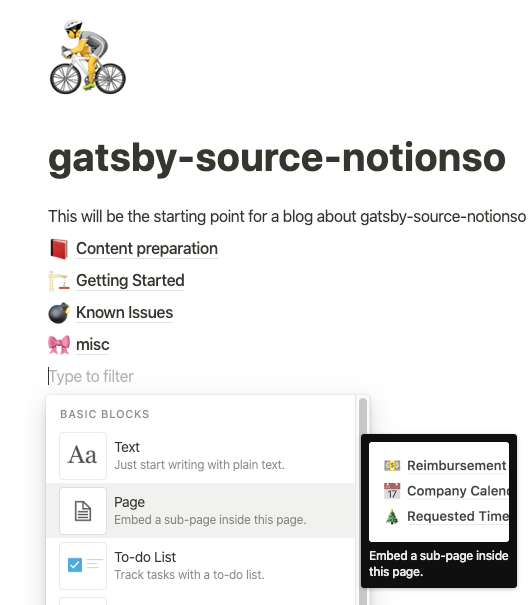 gatsby-source-notionso
This will be the starting point for a blog about gatsby-source-notionso
Content preparation
Getting Started
Known Issues
misc
Type to filter
BASIC BLOCKS
Aa
Text
Just start writing with plain text.
Page
Embed a sub-page inside this page.
To-do List
Track tasks with a to-do list.
Reimbursement
17
Company Calen
Requested Time
Embed a sub-page inside
this page.